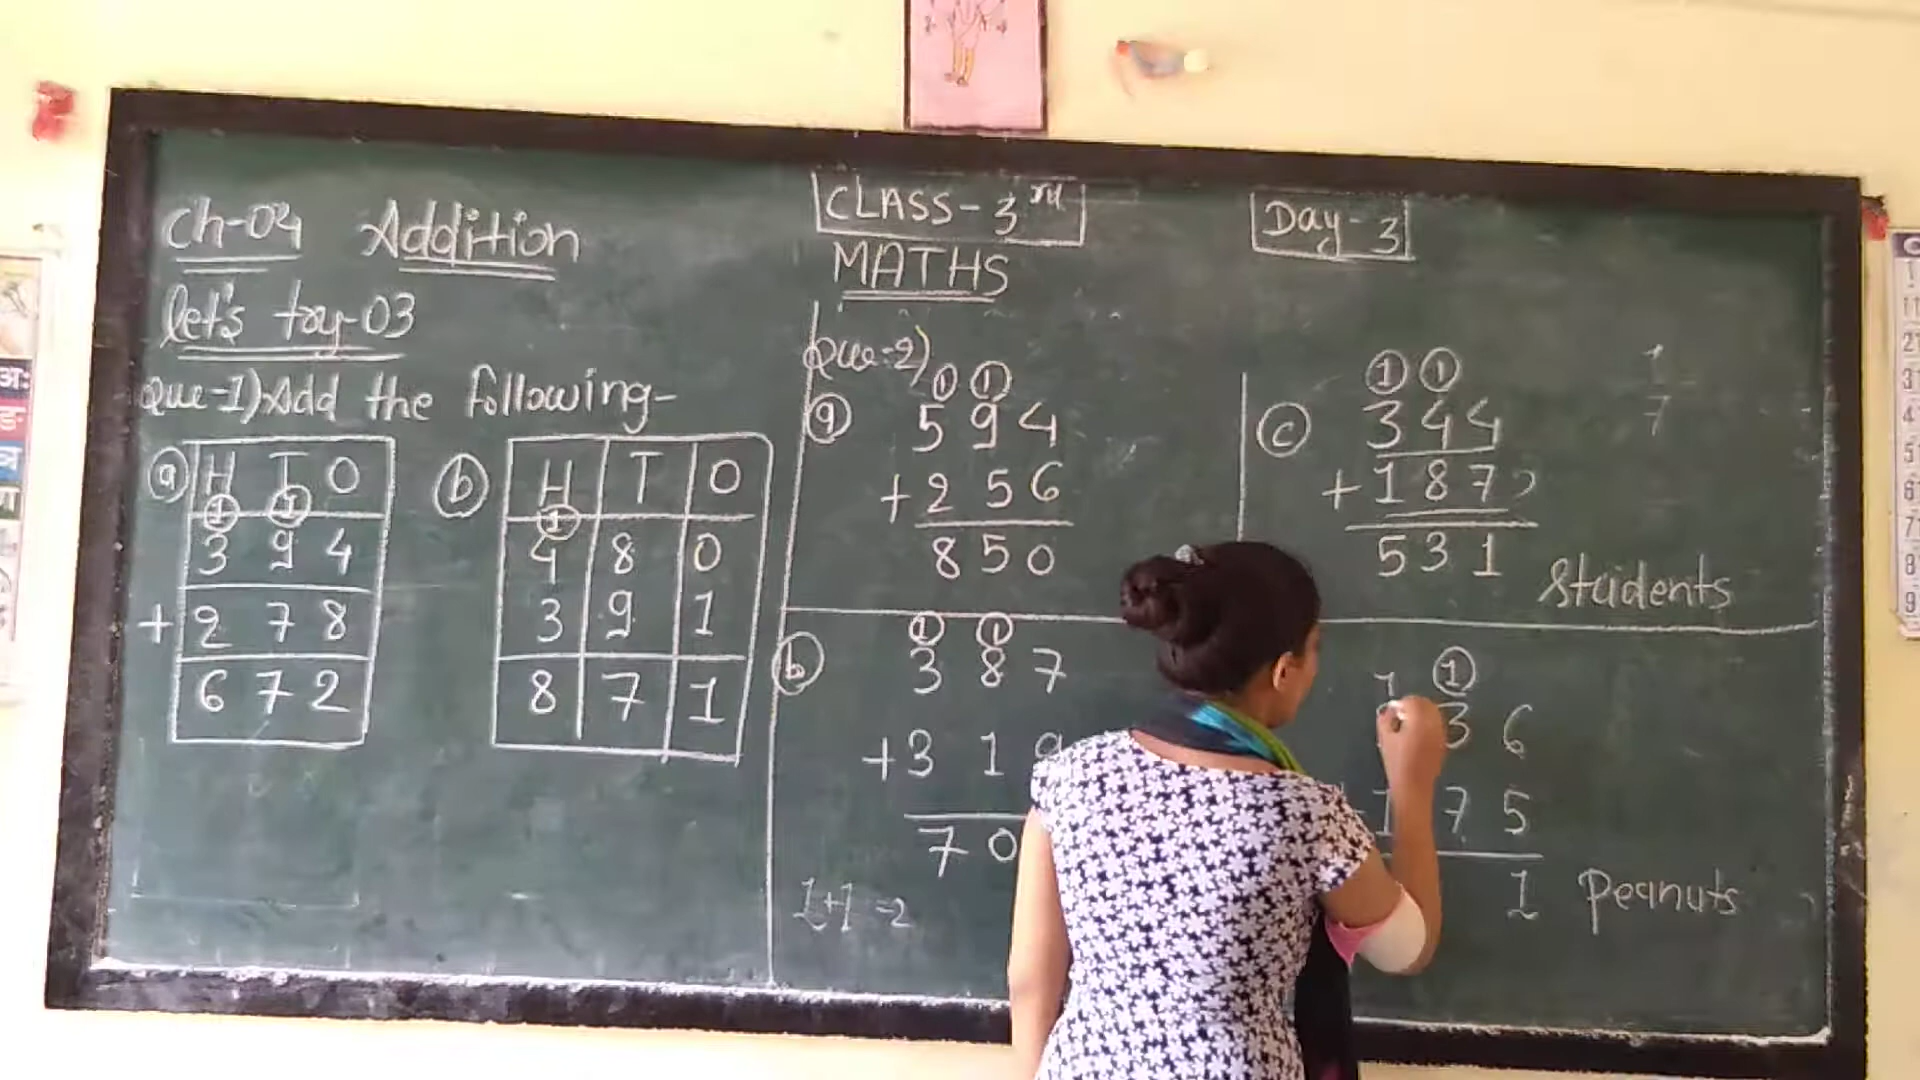 CLASS-3rd
Day-3
MATHS
Ch-04 Addition
let's try-03
Que-1) Add the following-
a
H T O
1 1
3 9 4
+ 2 7 8
6 7 2
b
H T O
1
4 8 0
3 9 1
8 7 1
Que-2)
1 1
a 5 9 4
+ 2 5 6
8 5 0
1 1
b 3 8 7
+ 3 1
7 0
1+1=2
1 1
c 3 4 4
+ 1 8 7
5 3 1 Students
1 1
3 6
1 7 5
1 Peanuts
1
7
अः
ङ